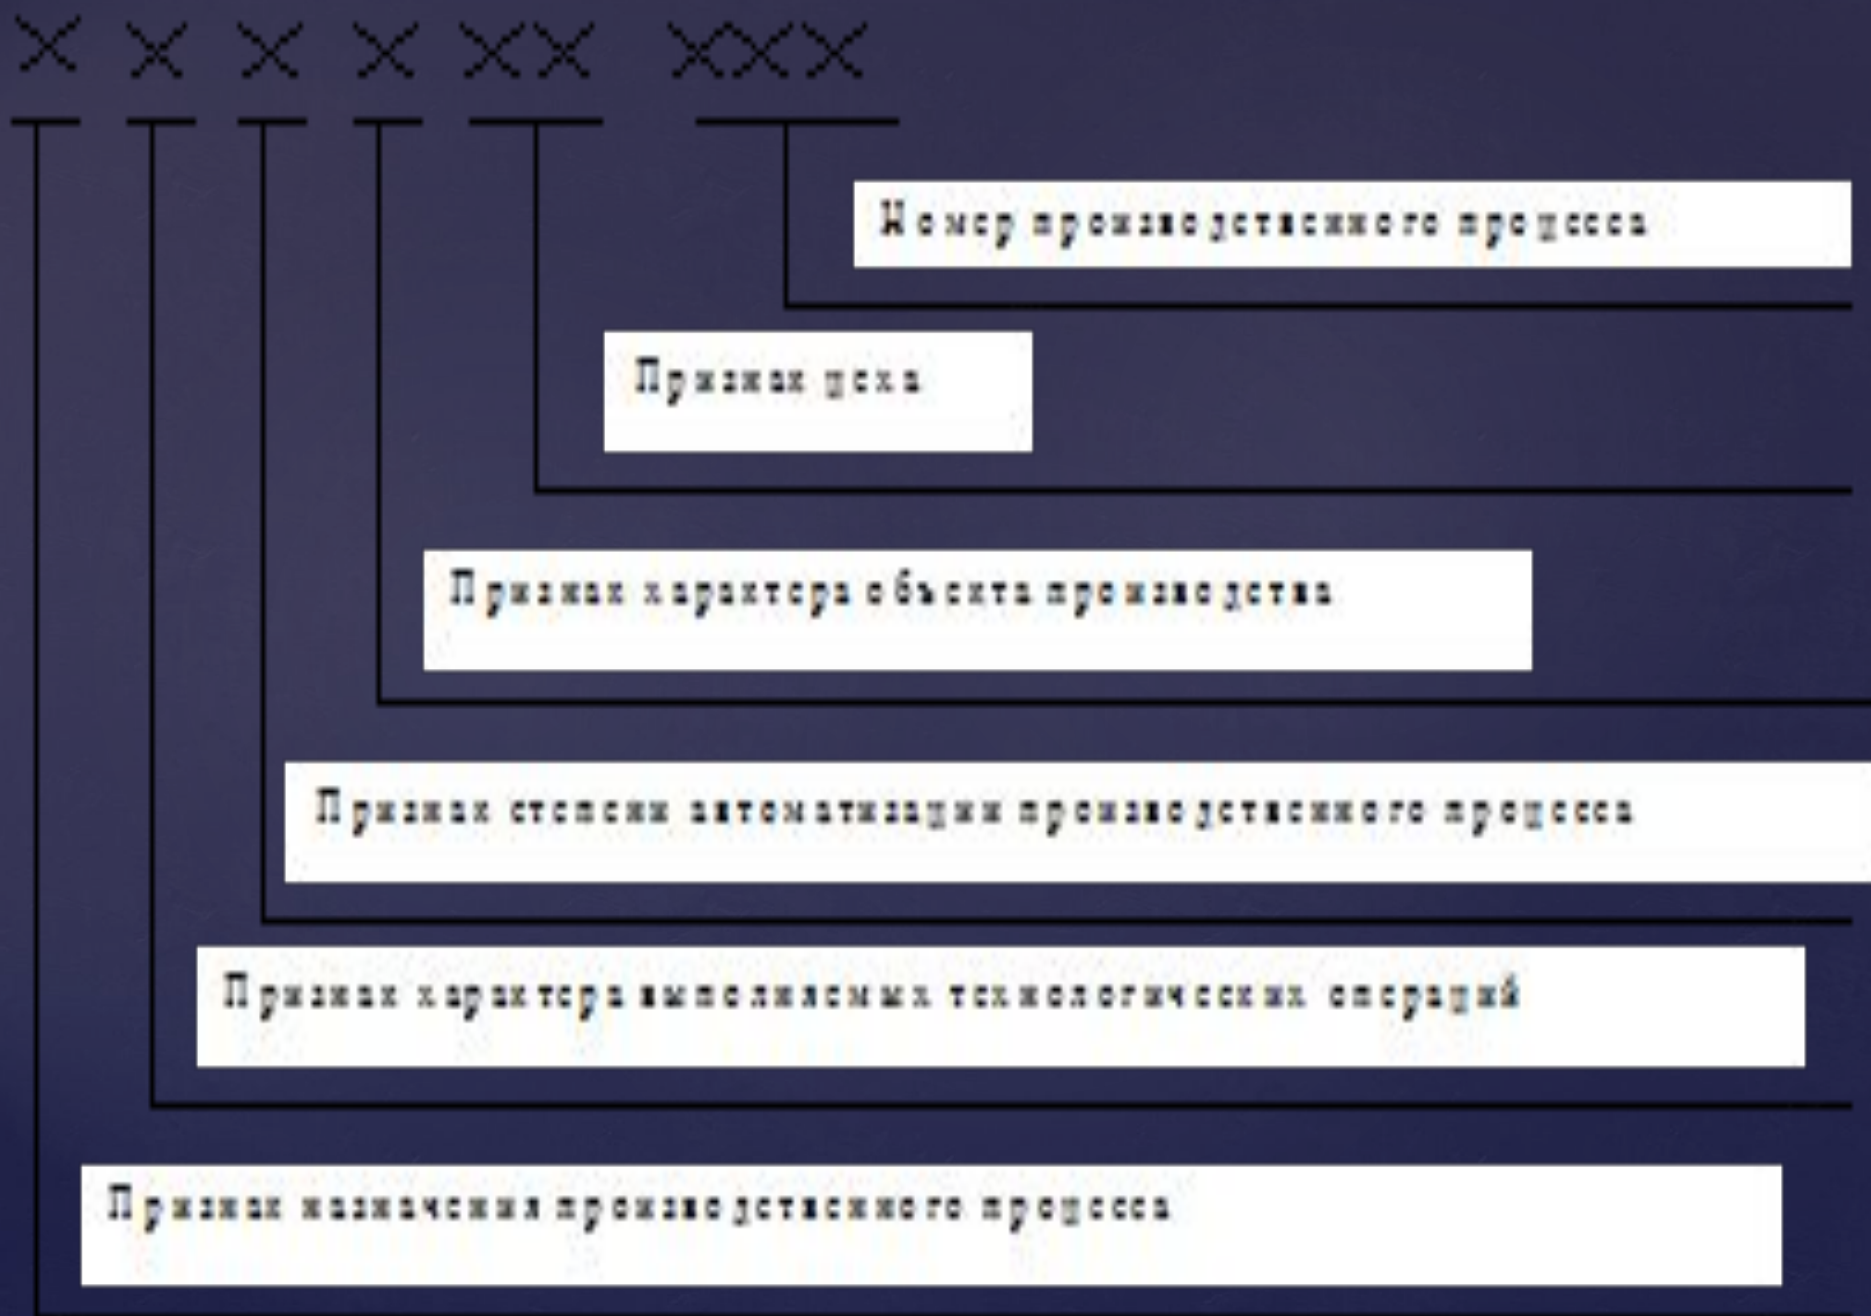 X X X X XX XXX
Номер производственного процесса
Признак цеха
Признак характера объекта производства
Признак степени автоматизации производственного процесса
Признак характера выполняемых технологических операций
Признак назначения производственного процесса